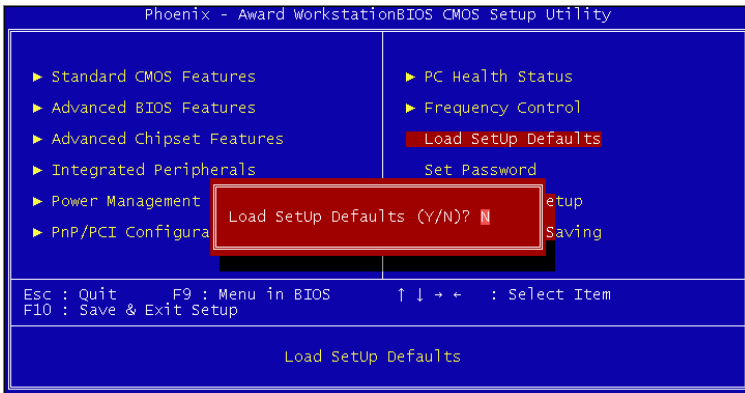 Phoenix - Award WorkstationBIOS CMOS Setup Utility
► Standard CMOS Features
► Advanced BIOS Features
► Advanced Chipset Features
► Integrated Peripherals
► Power Management
► PnP/PCI Configura
► PC Health Status
► Frequency Control
Load SetUp Defaults
Set Password
etup
Saving
Load SetUp Defaults (Y/N)? N
Esc : Quit F9 : Menu in BIOS ↑ ↓ → ← : Select Item
F10 : Save & Exit Setup
Load SetUp Defaults